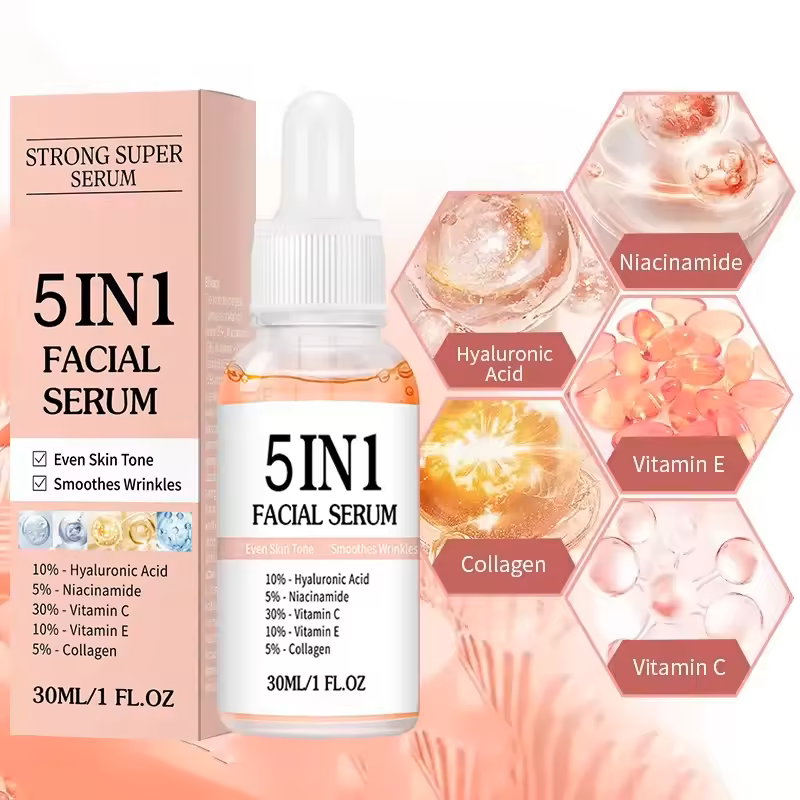 STRONG SUPER
SERUM
5IN1
FACIAL
SERUM
Even Skin Tone
Smoothes Wrinkles
10% - Hyaluronic Acid
5% - Niacinamide
30% - Vitamin C
10% - Vitamin E
5% - Collagen
30ML/1 FL.OZ
5IN1
FACIAL SERUM
Even Skin Tone Smoothes Wrinkles
10% - Hyaluronic Acid
5% - Niacinamide
30% - Vitamin C
10% - Vitamin E
5% - Collagen
30ML/1 FL.OZ
Niacinamide
Hyaluronic
Acid
Vitamin E
Collagen
Vitamin C